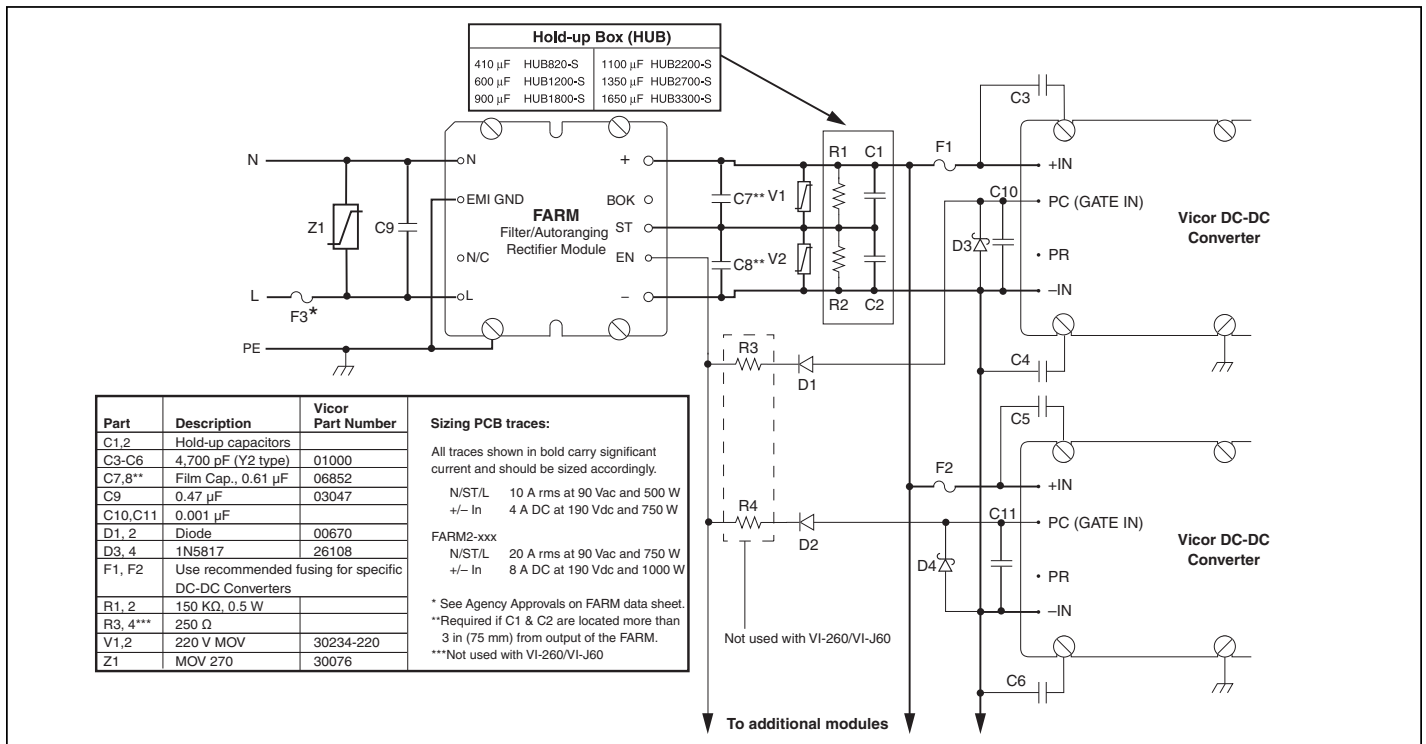 Hold-up Box (HUB)
410 µF HUB820-S 1100 µF HUB2200-S
600 µF HUB1200-S 1350 µF HUB2700-S
900 µF HUB1800-S 1650 µF HUB3300-S
N
Z1
C9
L
F3*
PE
N
EMI GND
N/C
L
FARM
Filter/Autoranging
Rectifier Module
+
BOK
ST
EN
–
C7**
V1
C8**
V2
R1
C1
R2
C2
F1
C3
C10
D3
C4
+IN
PC (GATE IN)
PR
–IN
Vicor DC-DC
Converter
R3
D1
R4
D2
Not used with VI-260/VI-J60
C5
F2
C11
D4
C6
+IN
PC (GATE IN)
PR
–IN
Vicor DC-DC
Converter
To additional modules
Part Description Vicor Part Number
C1,2 Hold-up capacitors
C3-C6 4,700 pF (Y2 type) 01000
C7,8** Film Cap., 0.61 µF 06852
C9 0.47 µF 03047
C10,C11 0.001 µF
D1, 2 Diode 00670
D3, 4 1N5817 26108
F1, F2 Use recommended fusing for specific
DC-DC Converters
R1, 2 150 KΩ, 0.5 W
R3, 4*** 250 Ω
V1,2 220 V MOV 30234-220
Z1 MOV 270 30076
Sizing PCB traces:
All traces shown in bold carry significant
current and should be sized accordingly.
N/ST/L 10 A rms at 90 Vac and 500 W
+/– In 4 A DC at 190 Vdc and 750 W
FARM2-xxx
N/ST/L 20 A rms at 90 Vac and 750 W
+/– In 8 A DC at 190 Vdc and 1000 W
* See Agency Approvals on FARM data sheet.
**Required if C1 & C2 are located more than
3 in (75 mm) from output of the FARM.
***Not used with VI-260/VI-J60